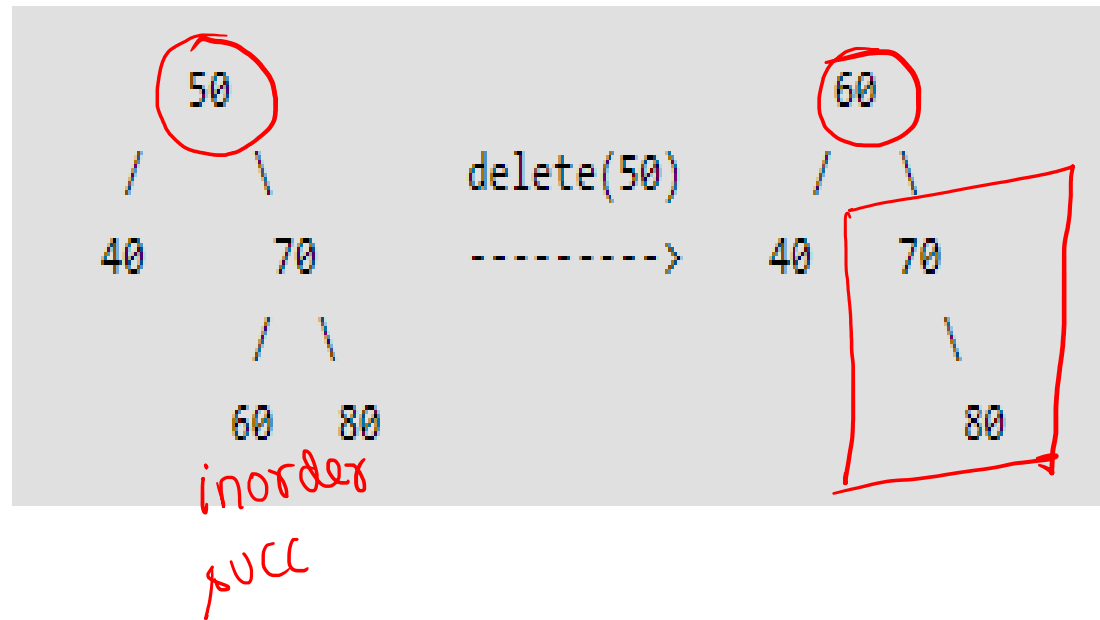 50 60
/ \ delete(50) / \
40 70 ---------> 40 70
/ \ \
60 80 80
inorder
succ